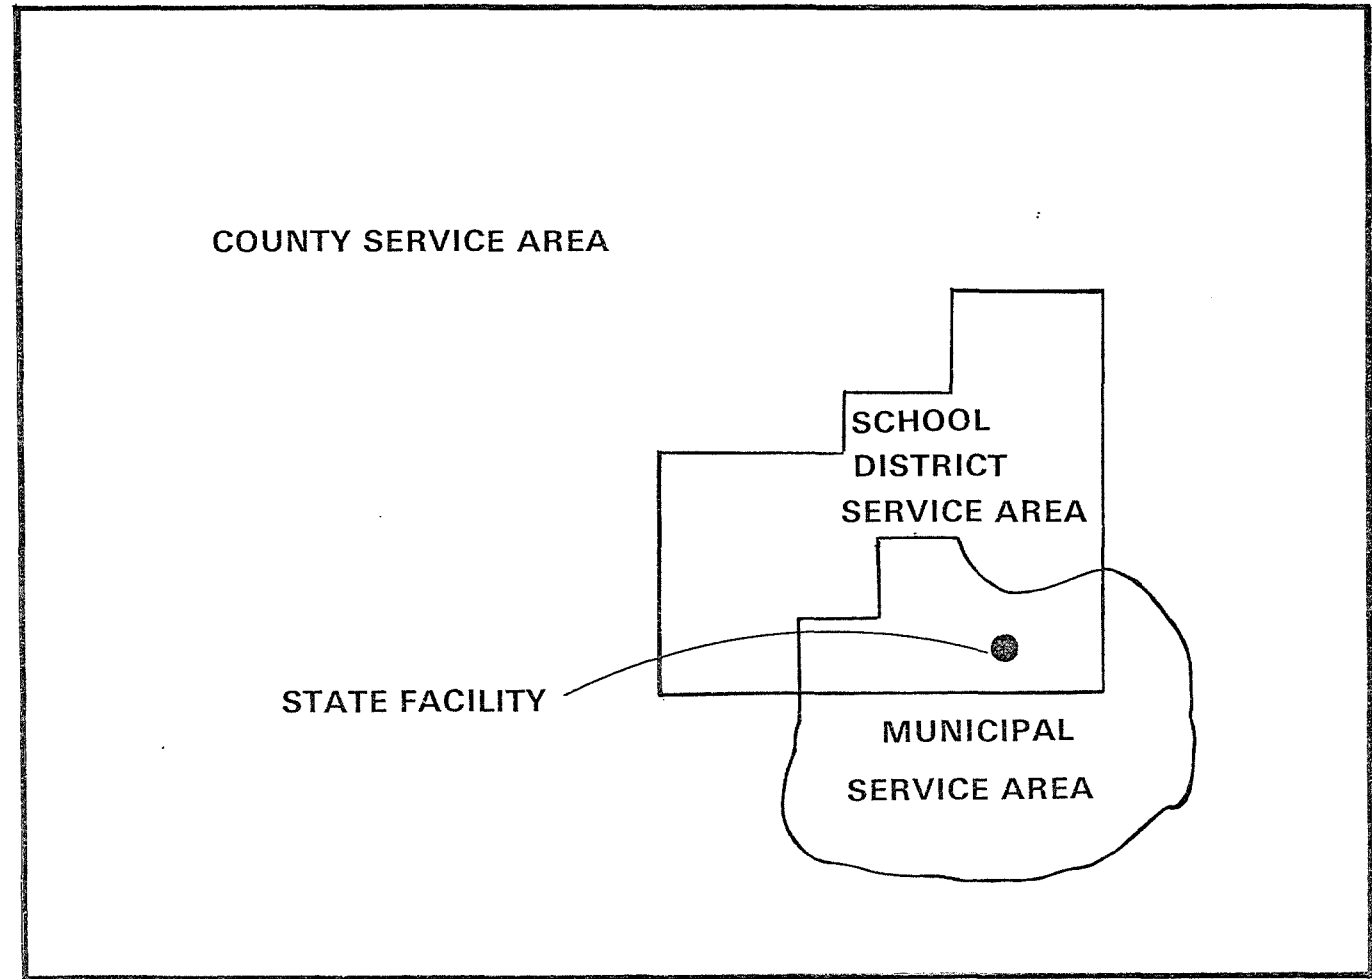 COUNTY SERVICE AREA
SCHOOL
DISTRICT
SERVICE AREA
STATE FACILITY
MUNICIPAL
SERVICE AREA